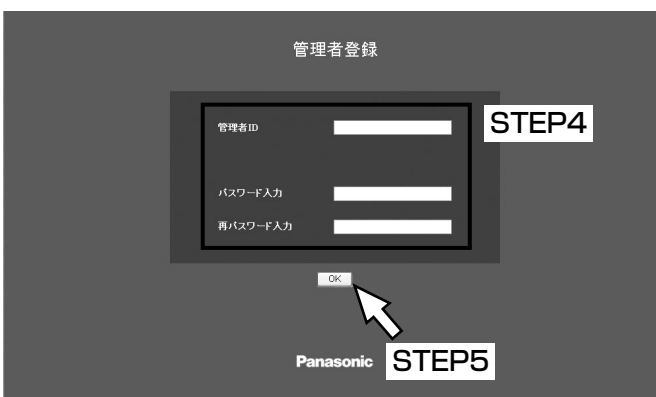 管理者登録
管理者ID
STEP4
パスワード入力
再パスワード入力
OK
Panasonic
STEP5